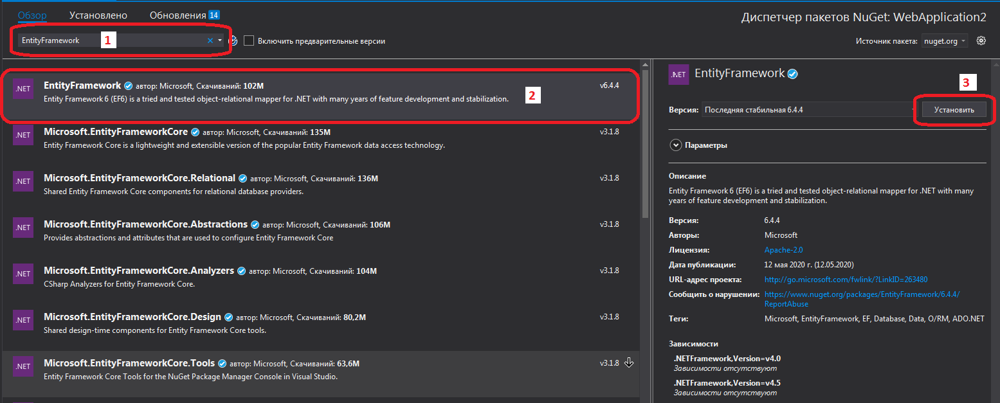 Обзор Установлено Обновления 14
Диспетчер пакетов NuGet: WebApplication2
EntityFramework 1 Включить предварительные версии
Источник пакета: nuget.org
.NET EntityFramework автор: Microsoft, Скачиваний: 102M v6.4.4
Entity Framework 6 (EF6) is a tried and tested object-relational mapper for .NET with many years of feature development and stabilization.
2
.NET Microsoft.EntityFrameworkCore автор: Microsoft, Скачиваний: 135M v3.1.8
Entity Framework Core is a lightweight and extensible version of the popular Entity Framework data access technology.
.NET Microsoft.EntityFrameworkCore.Relational автор: Microsoft, Скачиваний: 136M v3.1.8
Shared Entity Framework Core components for relational database providers.
.NET Microsoft.EntityFrameworkCore.Abstractions автор: Microsoft, Скачиваний: 106M v3.1.8
Provides abstractions and attributes that are used to configure Entity Framework Core
.NET Microsoft.EntityFrameworkCore.Analyzers автор: Microsoft, Скачиваний: 104M v3.1.8
CSharp Analyzers for Entity Framework Core.
.NET Microsoft.EntityFrameworkCore.Design автор: Microsoft, Скачиваний: 80,2M v3.1.8
Shared design-time components for Entity Framework Core tools.
.NET Microsoft.EntityFrameworkCore.Tools автор: Microsoft, Скачиваний: 63,6M v3.1.8
Entity Framework Core Tools for the NuGet Package Manager Console in Visual Studio.
.NET EntityFramework
3
Версия: Последняя стабильная 6.4.4 Установить
Параметры
Описание
Entity Framework 6 (EF6) is a tried and tested object-relational mapper for .NET with many
years of feature development and stabilization.
Версия: 6.4.4
Авторы: Microsoft
Лицензия: Apache-2.0
Дата публикации: 12 мая 2020 г. (12.05.2020)
URL-адрес проекта: http://go.microsoft.com/fwlink/?LinkID=263480
Сообщить о нарушении: https://www.nuget.org/packages/EntityFramework/6.4.4/
ReportAbuse
Теги: Microsoft, EntityFramework, EF, Database, Data, O/RM, ADO.NET
Зависимости
.NETFramework,Version=v4.0
Зависимости отсутствуют
.NETFramework,Version=v4.5
Зависимости отсутствуют